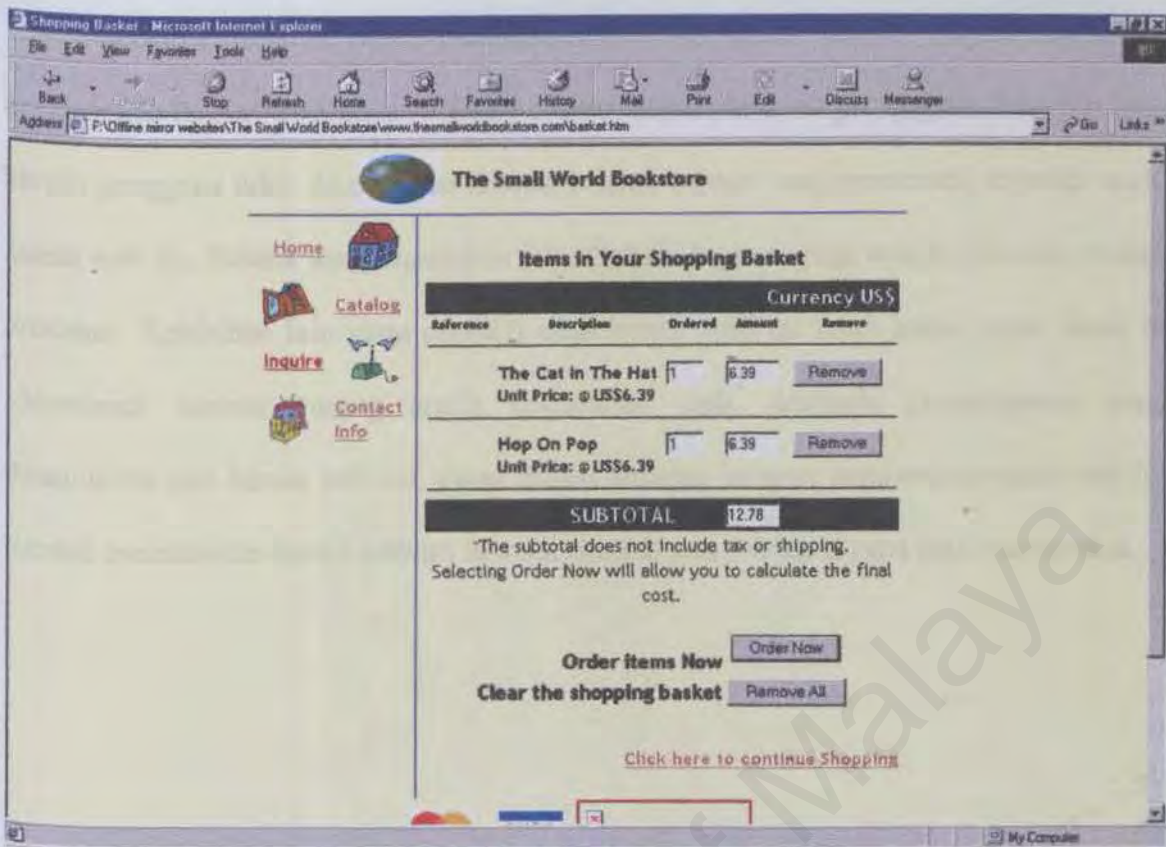 Shopping Basket - Microsoft Internet Explorer
File Edit View Favorites Tools Help
Back Forward Stop Refresh Home Search Favorites History Mail Print Edit Discuss Messenger
Address F:\Offline mirror websites\The Small World Bookstore\www.thesmallworldbookstore.com\basket.htm Go Links »
The Small World Bookstore
Home
Catalog
Inquire
Contact
Info
Items in Your Shopping Basket
Currency US$
Reference Description Ordered Amount Remove
The Cat in The Hat 1 6.39 Remove
Unit Price: @ US$6.39
Hop On Pop 1 6.39 Remove
Unit Price: @ US$6.39
SUBTOTAL 12.78
*The subtotal does not include tax or shipping.
Selecting Order Now will allow you to calculate the final
cost.
Order items Now Order Now
Clear the shopping basket Remove All
Click here to continue Shopping
My Computer
of Malaya